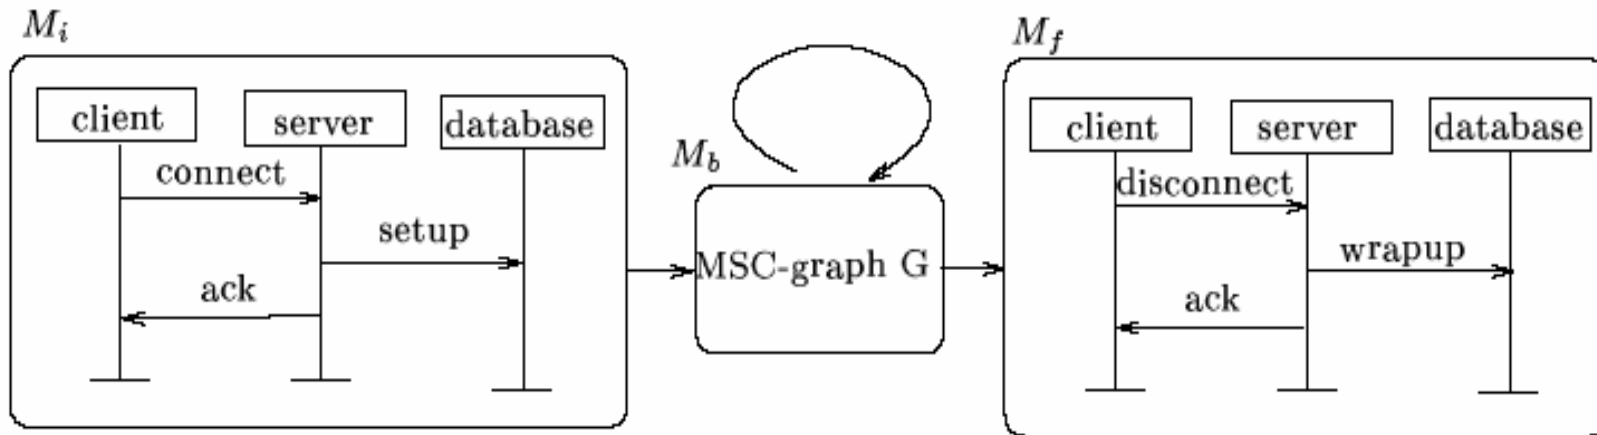 M_i
client server database
connect
setup
ack
M_b
MSC-graph G
M_f
client server database
disconnect
wrapup
ack